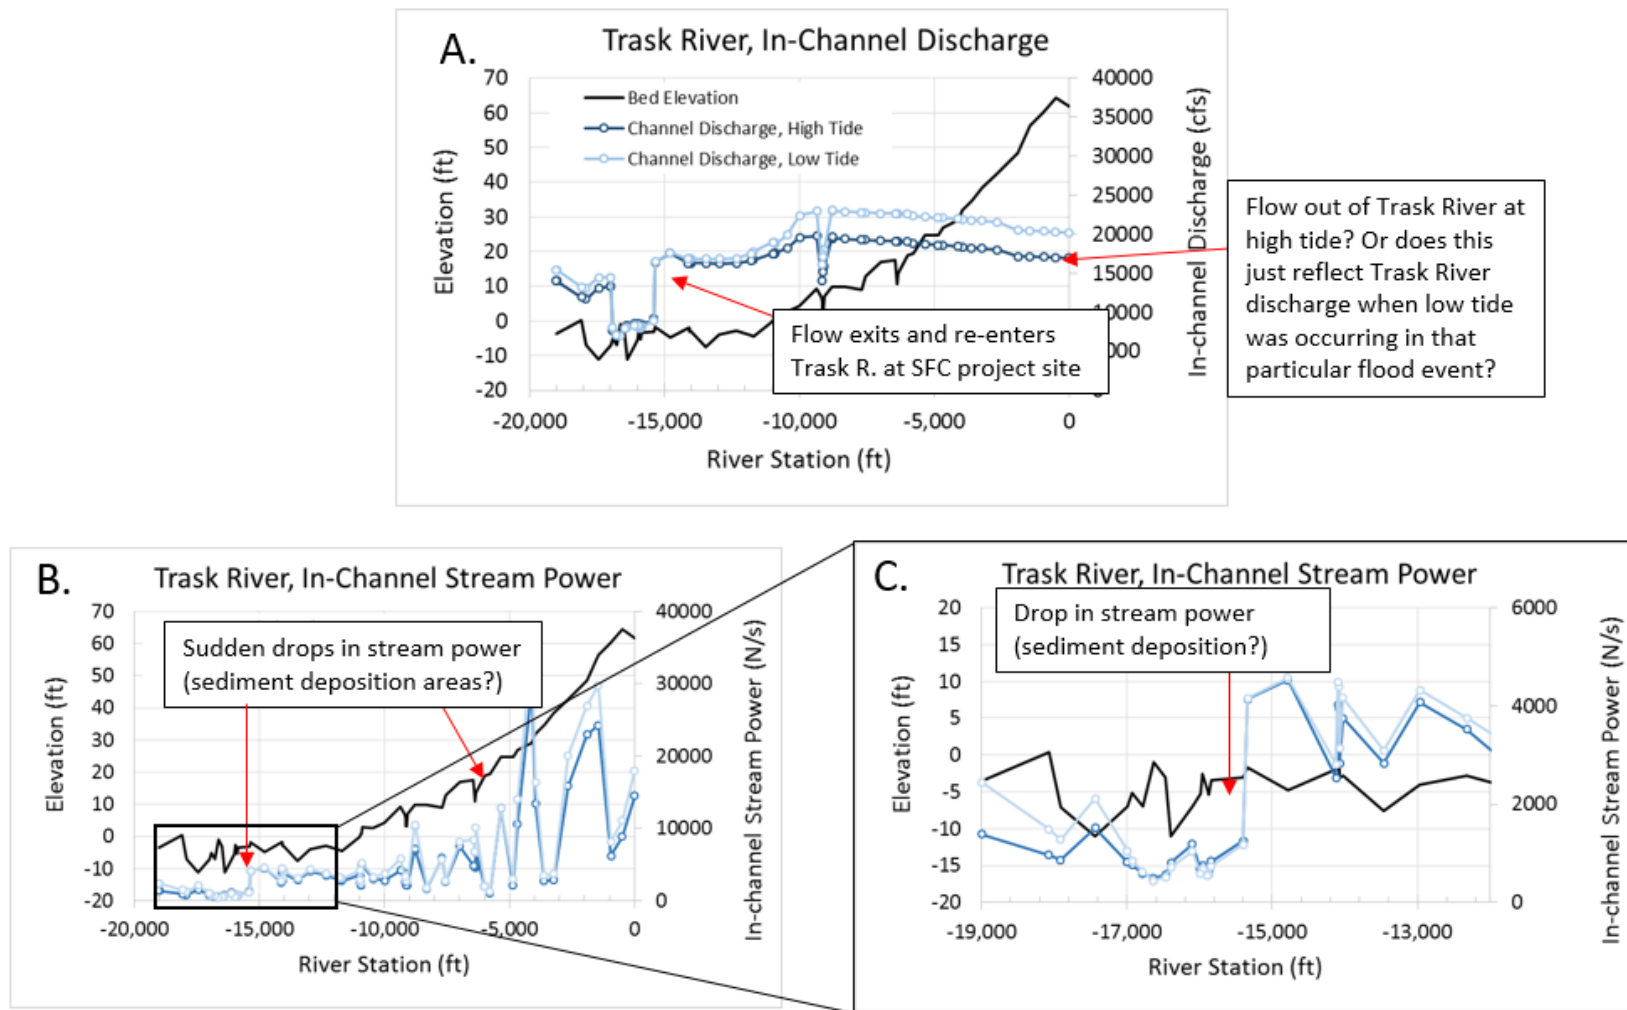 A.
Trask River, In-Channel Discharge
70
60
50
40
30
20
10
0
-10
-20
Elevation (ft)
Bed Elevation
Channel Discharge, High Tide
Channel Discharge, Low Tide
40000
35000
30000
25000
20000
15000
10000
In-channel Discharge (cfs)
-20,000 -15,000 -10,000 -5,000 0
River Station (ft)
Flow exits and re-enters
Trask R. at SFC project site
Flow out of Trask River at
high tide? Or does this
just reflect Trask River
discharge when low tide
was occurring in that
particular flood event?
B.
Trask River, In-Channel Stream Power
70
60
50
40
30
20
10
0
-10
-20
Elevation (ft)
Sudden drops in stream power
(sediment deposition areas?)
40000
30000
20000
10000
0
In-channel Stream Power (N/s)
-20,000 -15,000 -10,000 -5,000 0
River Station (ft)
C.
Trask River, In-Channel Stream Power
Drop in stream power
(sediment deposition?)
20
15
10
5
0
-5
-10
-15
-20
Elevation (ft)
6000
4000
2000
0
In-channel Stream Power (N/s)
-19,000 -17,000 -15,000 -13,000
River Station (ft)